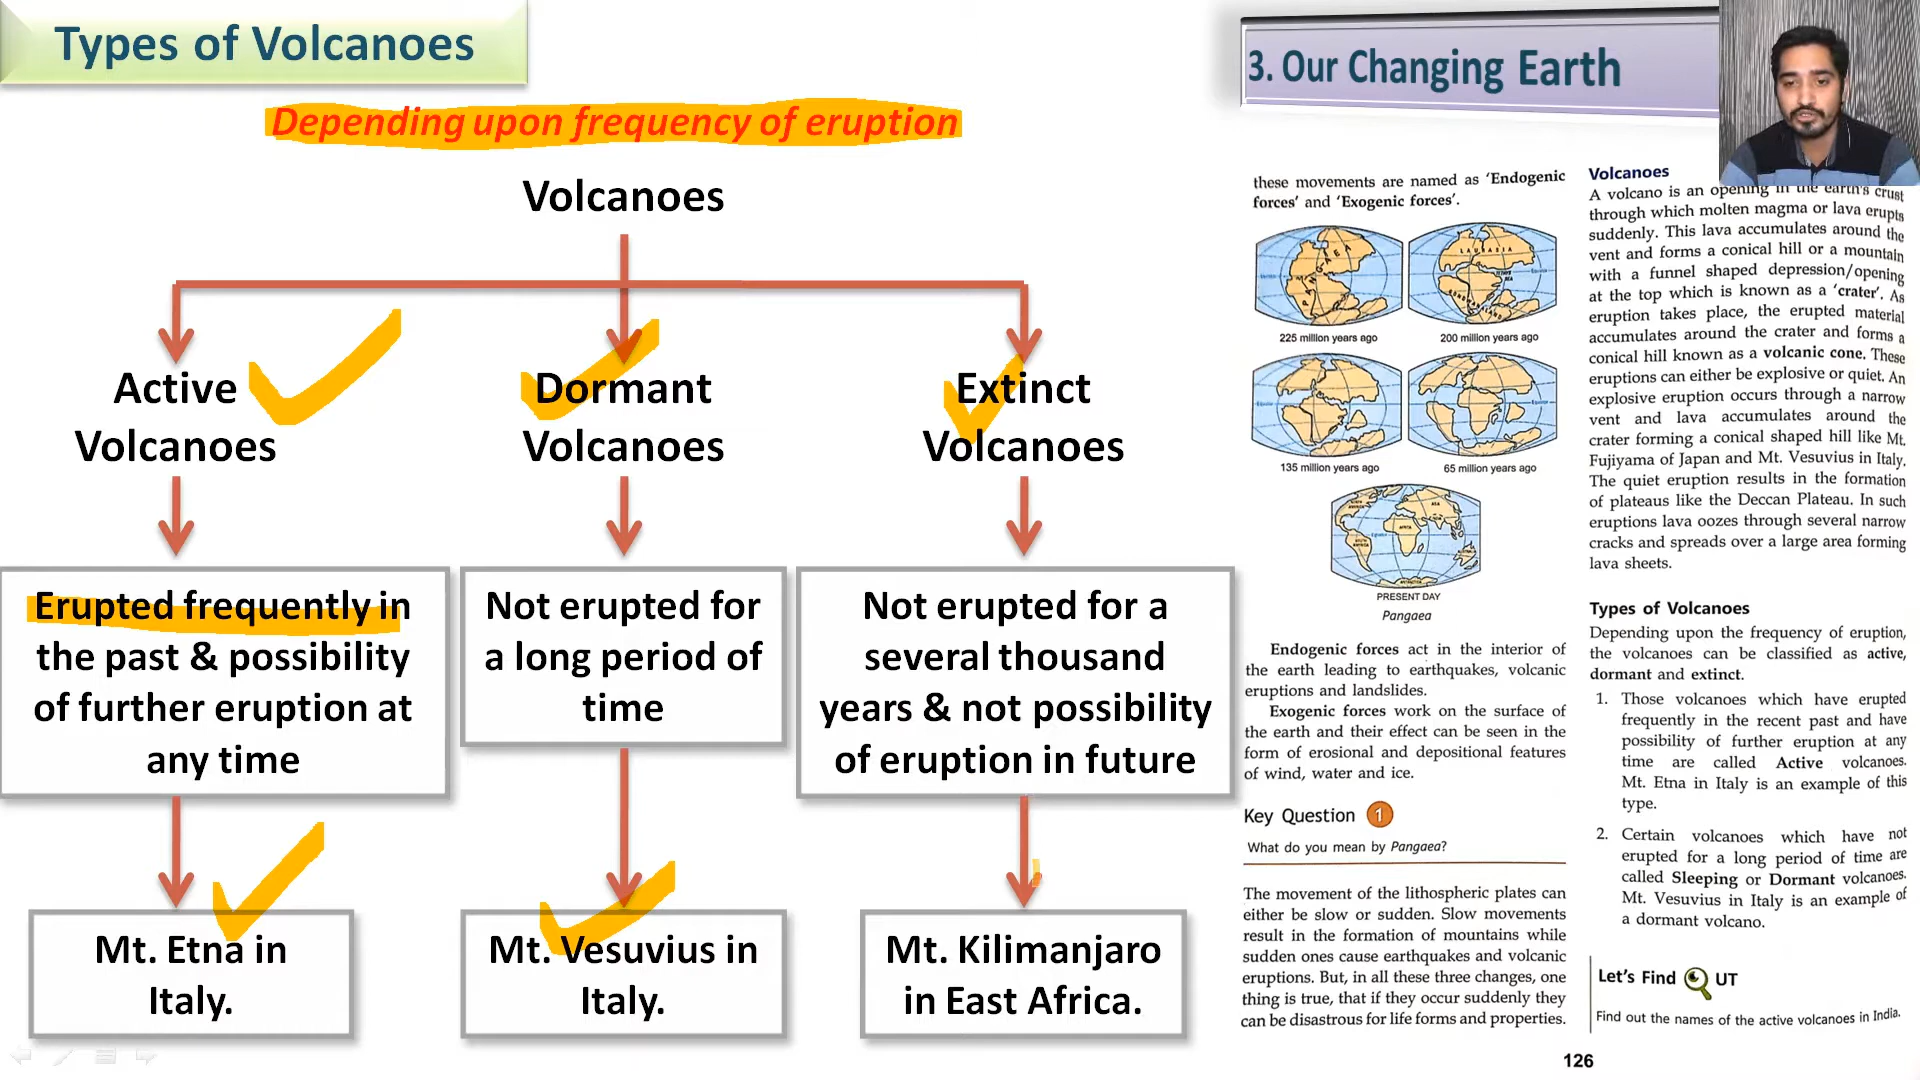 Types of Volcanoes
Depending upon frequency of eruption
Volcanoes
Active
Volcanoes
Dormant
Volcanoes
Extinct
Volcanoes
Erupted frequently in
the past & possibility
of further eruption at
any time
Not erupted for
a long period of
time
Not erupted for a
several thousand
years & not possibility
of eruption in future
Mt. Etna in
Italy.
Mt. Vesuvius in
Italy.
Mt. Kilimanjaro
in East Africa.
3. Our Changing Earth
these movements are named as ‘Endogenic
forces’ and ‘Exogenic forces’.
PANGAEA
LAURASIA
GONDWANALAND
225 million years ago
200 million years ago
135 million years ago
65 million years ago
PRESENT DAY
Pangaea
Endogenic forces act in the interior of
the earth leading to earthquakes, volcanic
eruptions and landslides.
Exogenic forces work on the surface of
the earth and their effect can be seen in the
form of erosional and depositional features
of wind, water and ice.
Key Question 1
What do you mean by Pangaea?
The movement of the lithospheric plates can
either be slow or sudden. Slow movements
result in the formation of mountains while
sudden ones cause earthquakes and volcanic
eruptions. But, in all these three changes, one
thing is true, that if they occur suddenly they
can be disastrous for life forms and properties.
Volcanoes
A volcano is an opening in the earth's crust
through which molten magma or lava erupts
suddenly. This lava accumulates around the
vent and forms a conical hill or a mountain
with a funnel shaped depression/opening
at the top which is known as a ‘crater’. As
eruption takes place, the erupted material
accumulates around the crater and forms a
conical hill known as a volcanic cone. These
eruptions can either be explosive or quiet. An
explosive eruption occurs through a narrow
vent and lava accumulates around the
crater forming a conical shaped hill like Mt.
Fujiyama of Japan and Mt. Vesuvius in Italy.
The quiet eruption results in the formation
of plateaus like the Deccan Plateau. In such
eruptions lava oozes through several narrow
cracks and spreads over a large area forming
lava sheets.
Types of Volcanoes
Depending upon the frequency of eruption,
the volcanoes can be classified as active,
dormant and extinct.
1. Those volcanoes which have erupted
frequently in the recent past and have
possibility of further eruption at any
time are called Active volcanoes.
Mt. Etna in Italy is an example of this
type.
2. Certain volcanoes which have not
erupted for a long period of time are
called Sleeping or Dormant volcanoes.
Mt. Vesuvius in Italy is an example of
a dormant volcano.
Let's Find UT
Find out the names of the active volcanoes in India.
126